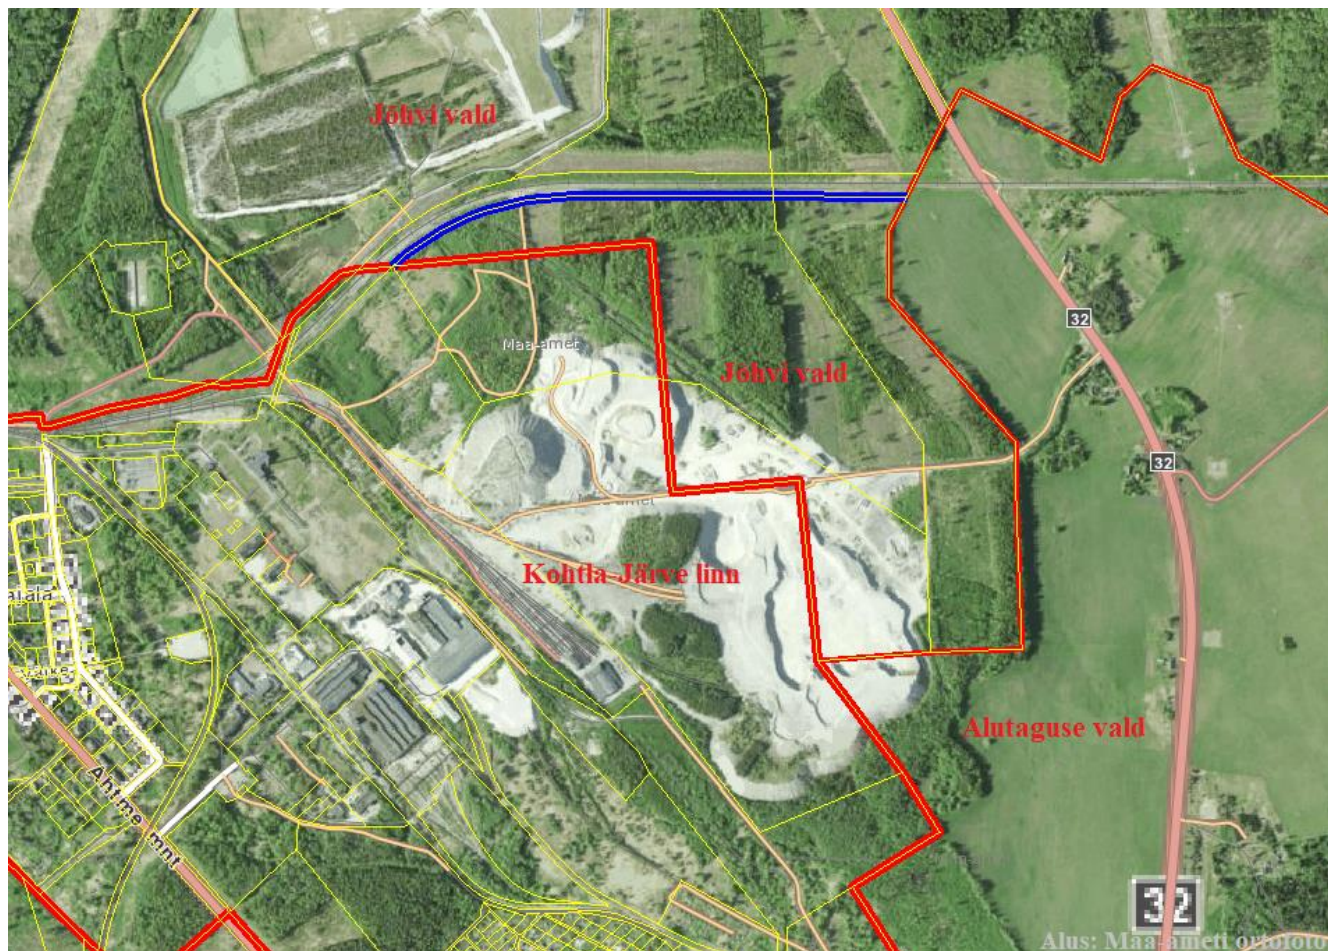 Jõhvi vald
32
Maa-amet
Jõhvi vald
32
Kohtla-Järve linn
Alutaguse vald
Ahtme mnt
32
Alus: Maa-ameti ortofoto